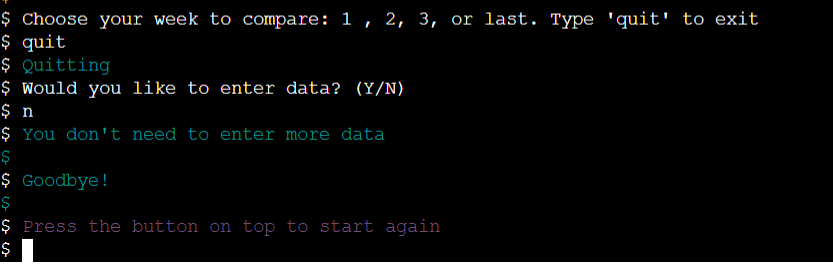 $ Choose your week to compare: 1 , 2, 3, or last. Type 'quit' to exit
$ quit
$ Quitting
$ Would you like to enter data? (Y/N)
$ n
$ You don't need to enter more data
$
$ Goodbye!
$
$ Press the button on top to start again
$